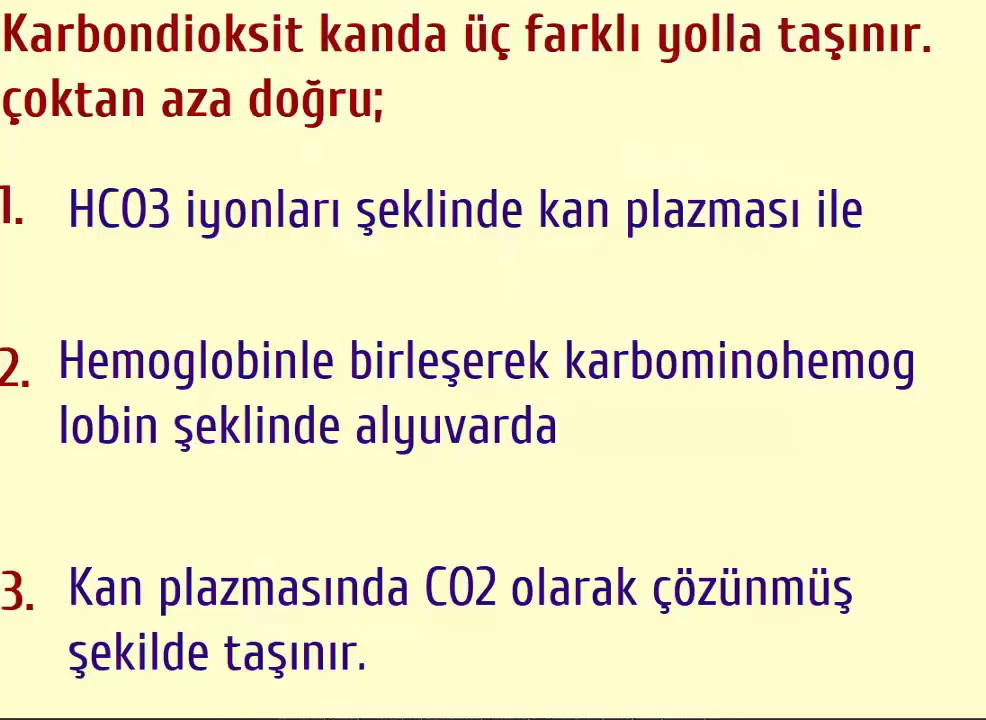 Karbondioksit kanda üç farklı yolla taşınır.
çoktan aza doğru;
1. HCO3 iyonları şeklinde kan plazması ile
2. Hemoglobinle birleşerek karbominohemog
lobin şeklinde alyuvarda
3. Kan plazmasında CO2 olarak çözünmüş
şekilde taşınır.